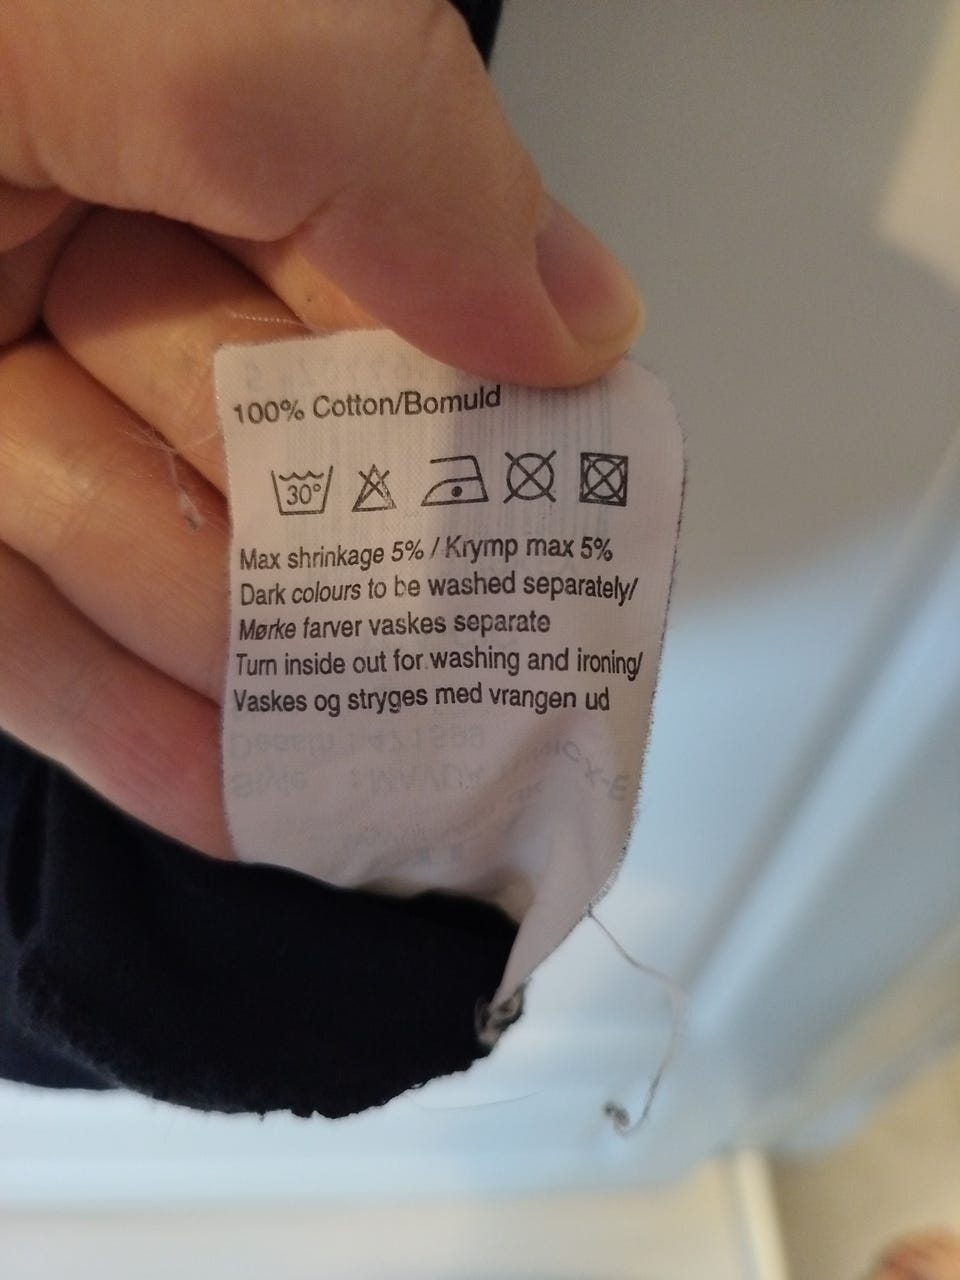 100% Cotton/Bomuld
30°
Max shrinkage 5% / Krymp max 5%
Dark colours to be washed separately/
Mørke farver vaskes separate
Turn inside out for washing and ironing/
Vaskes og stryges med vrangen ud